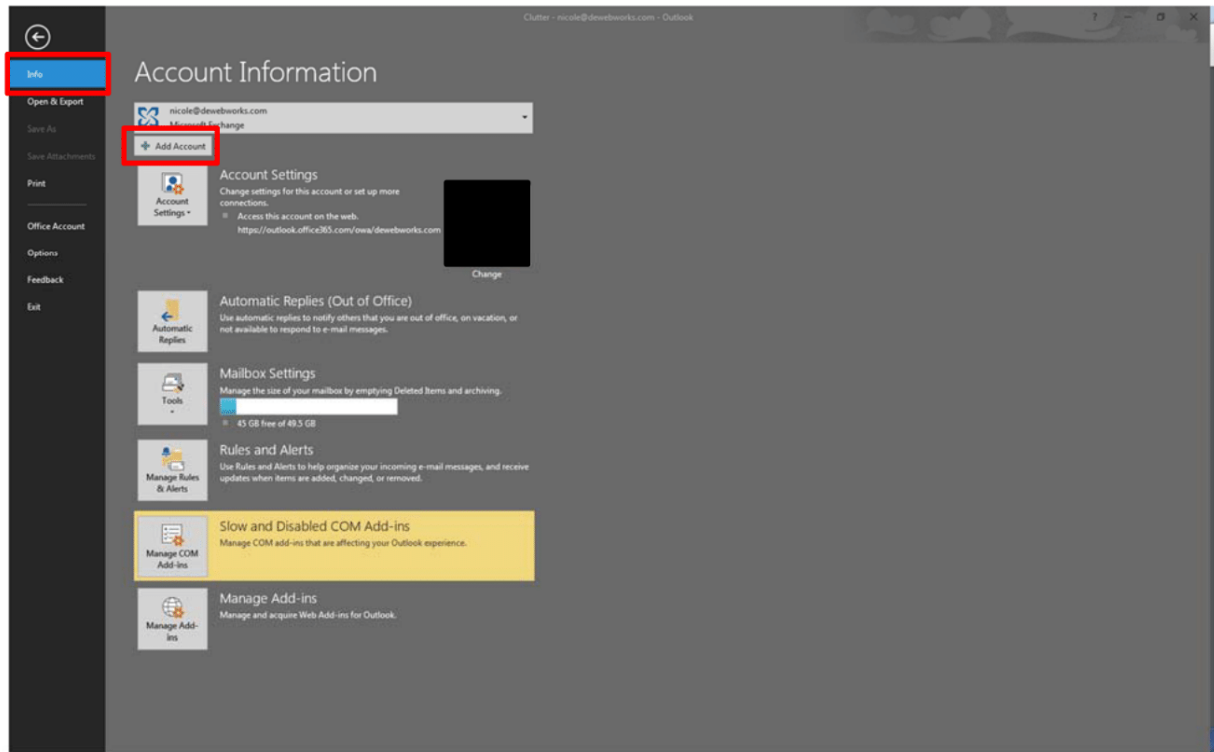 Clutter - nicole@dewebworks.com - Outlook
?
Info
Open & Export
Save As
Save Attachments
Print
Office Account
Options
Feedback
Exit
Account Information
nicole@dewebworks.com
Microsoft Exchange
Add Account
Account
Settings
Account Settings
Change settings for this account or set up more
connections.
Access this account on the web.
https://outlook.office365.com/owa/dewebworks.com
Change
Automatic
Replies
Automatic Replies (Out of Office)
Use automatic replies to notify others that you are out of office, on vacation, or
not available to respond to e-mail messages.
Tools
Mailbox Settings
Manage the size of your mailbox by emptying Deleted Items and archiving.
45 GB free of 49.5 GB
Manage Rules
& Alerts
Rules and Alerts
Use Rules and Alerts to help organize your incoming e-mail messages, and receive
updates when items are added, changed, or removed.
Manage COM
Add-ins
Slow and Disabled COM Add-ins
Manage COM add-ins that are affecting your Outlook experience.
Manage Add-
ins
Manage Add-ins
Manage and acquire Web Add-ins for Outlook.